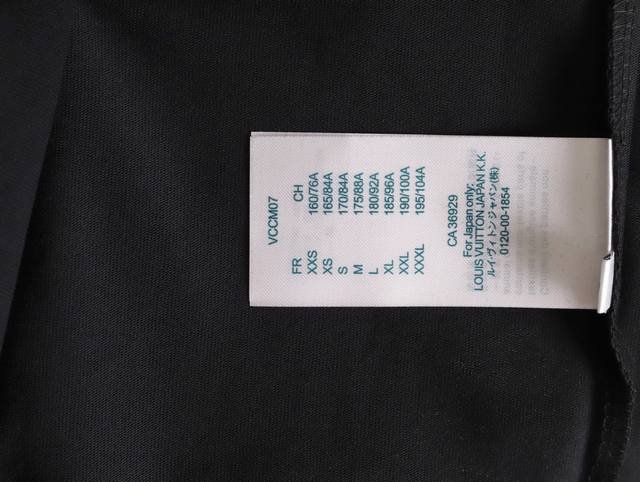 VCCM07
FR CH
XXS 160/76A
XS 165/84A
S 170/84A
M 175/88A
L 180/92A
XL 185/96A
XXL 190/100A
XXXL 195/104A
CA 36929
For Japan only:
LOUIS VUITTON JAPAN K.K.
ルイ・ヴィトン ジャパン(株)
0120-00-1854